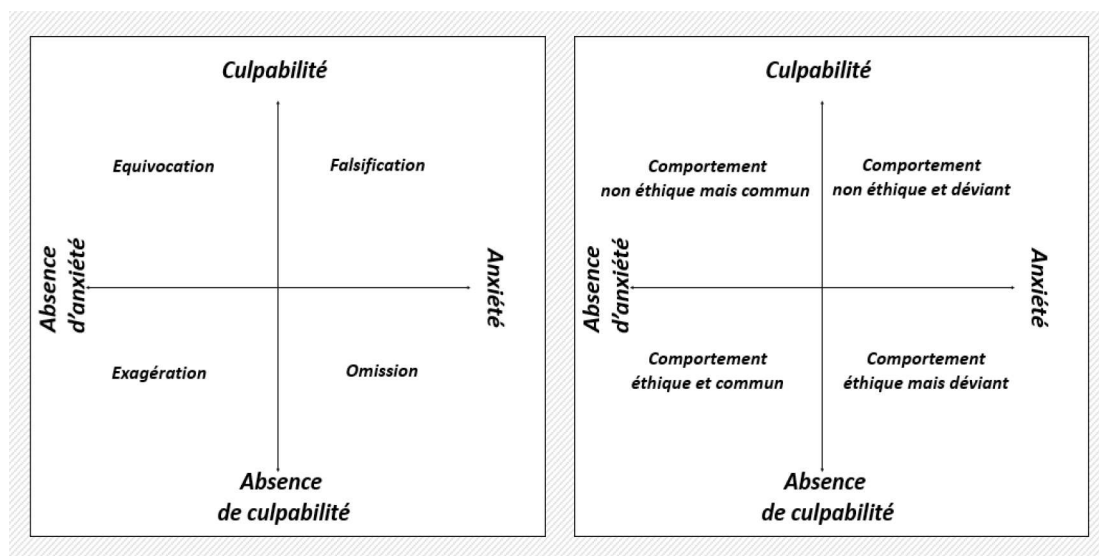 Culpabilité
Equivocation
Falsification
Absence
d'anxiété
Anxiété
Exagération
Omission
Absence
de culpabilité
Culpabilité
Comportement
non éthique mais commun
Comportement
non éthique et déviant
Absence
d'anxiété
Anxiété
Comportement
éthique et commun
Comportement
éthique mais déviant
Absence
de culpabilité